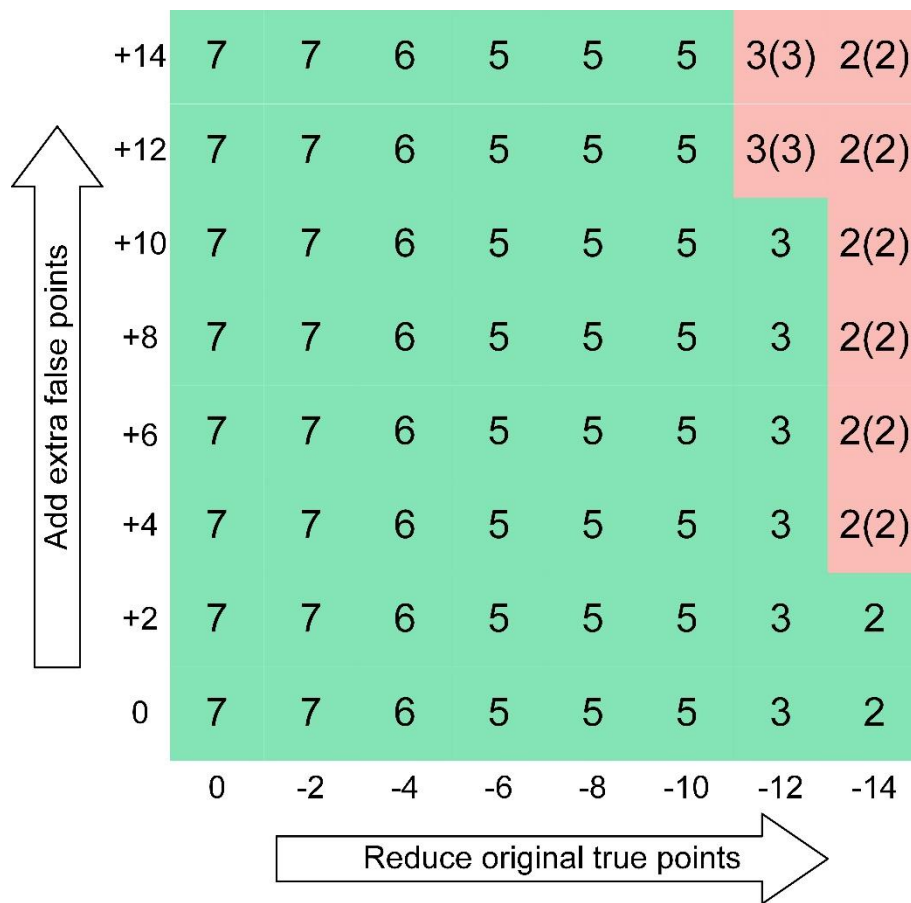 +14 7 7 6 5 5 5 3(3) 2(2)
+12 7 7 6 5 5 5 3(3) 2(2)
+10 7 7 6 5 5 5 3 2(2)
+8 7 7 6 5 5 5 3 2(2)
+6 7 7 6 5 5 5 3 2(2)
+4 7 7 6 5 5 5 3 2(2)
+2 7 7 6 5 5 5 3 2
0 7 7 6 5 5 5 3 2
0 -2 -4 -6 -8 -10 -12 -14
Add extra false points
Reduce original true points